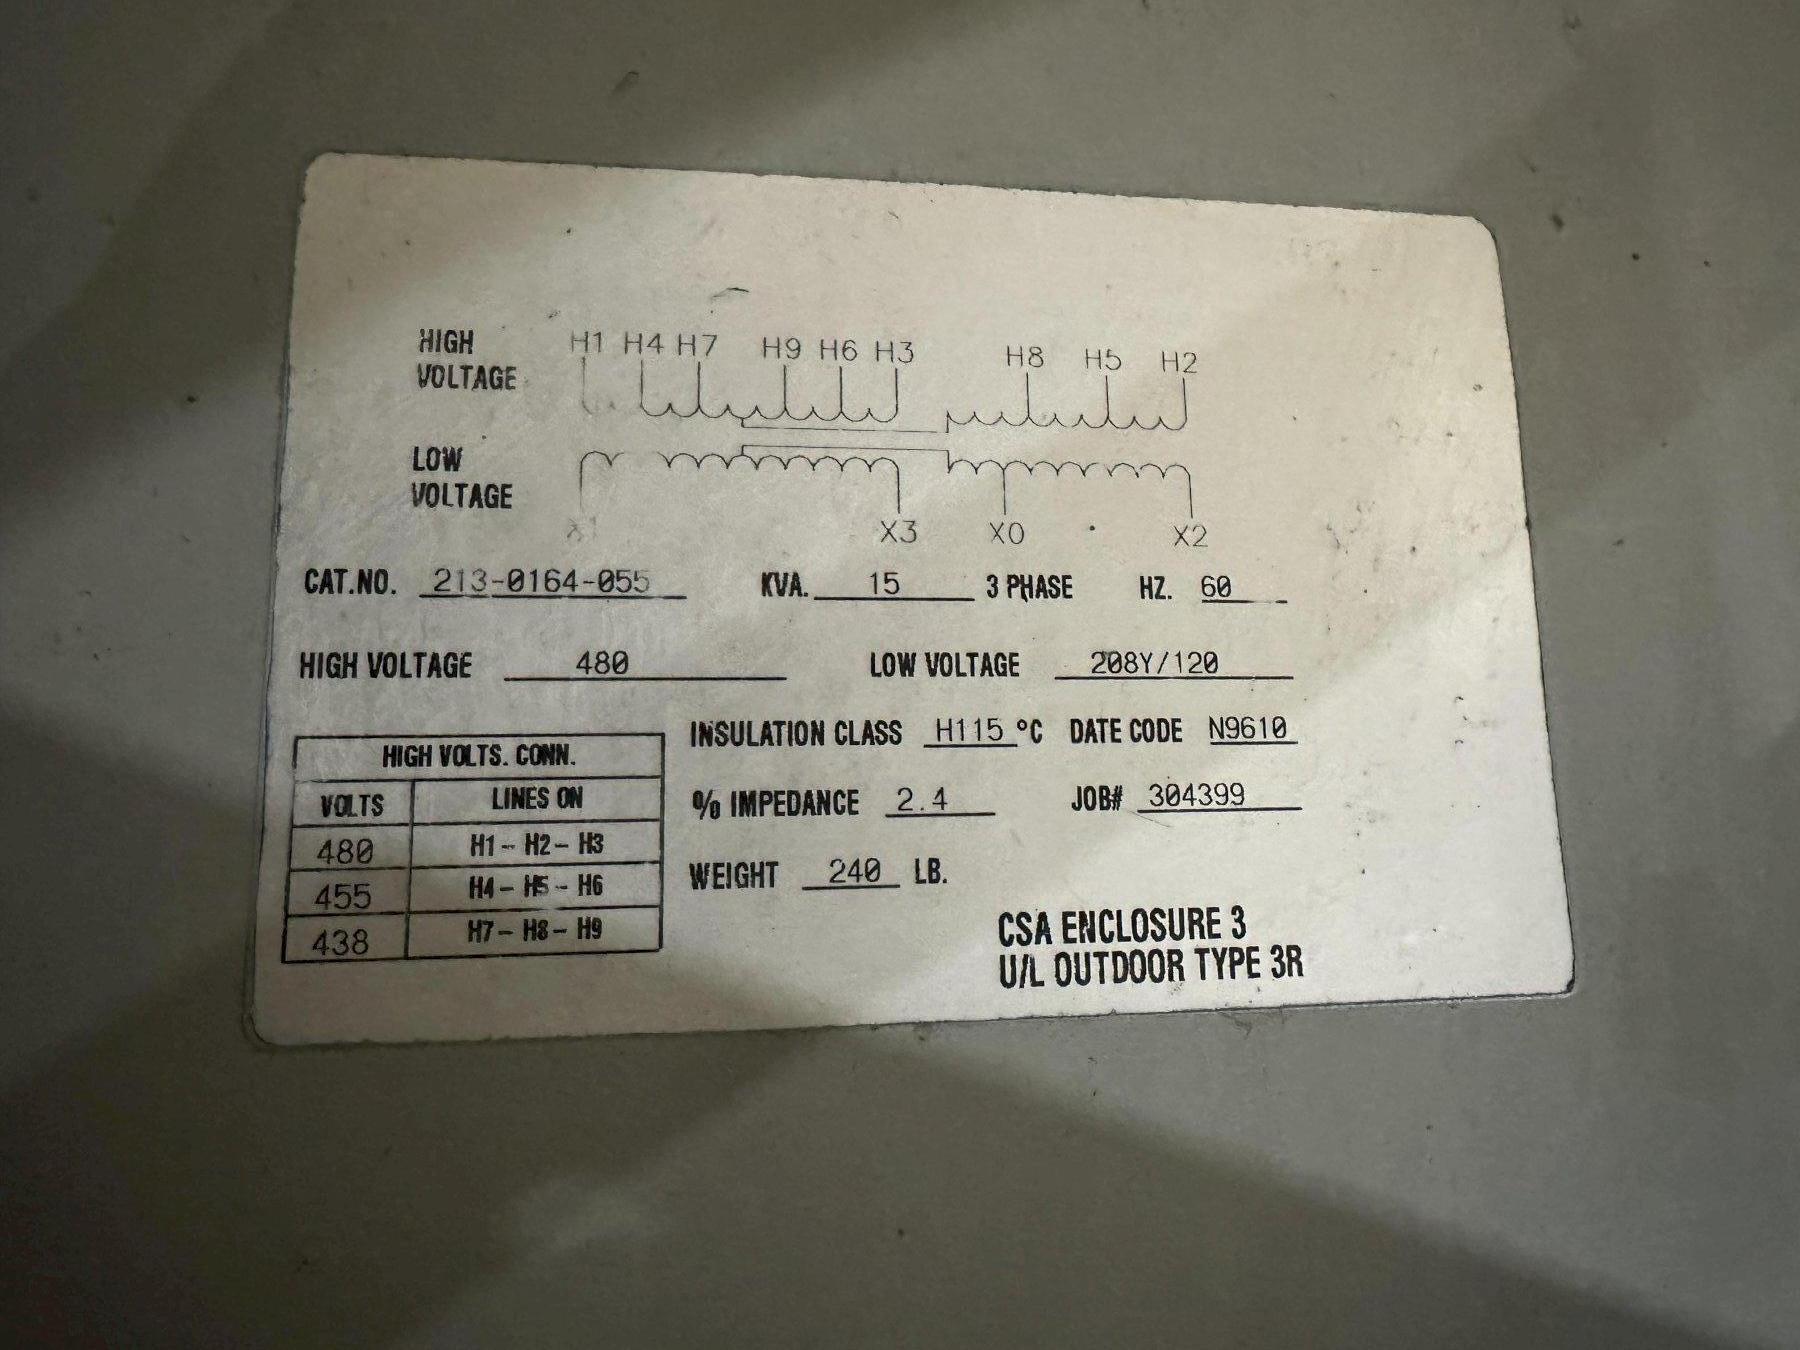 HIGH VOLTAGE H1 H4 H7 H9 H6 H3 H8 H5 H2
LOW VOLTAGE X1 X3 X0 X2
CAT.NO. 213-0164-055 KVA. 15 3 PHASE HZ. 60
HIGH VOLTAGE 480 LOW VOLTAGE 208Y/120
INSULATION CLASS H115 °C DATE CODE N9610
% IMPEDANCE 2.4 JOB# 304399
WEIGHT 240 LB.
HIGH VOLTS. CONN.
VOLTS LINES ON
480 H1-H2-H3
455 H4-H5-H6
438 H7-H8-H9
CSA ENCLOSURE 3
U/L OUTDOOR TYPE 3R